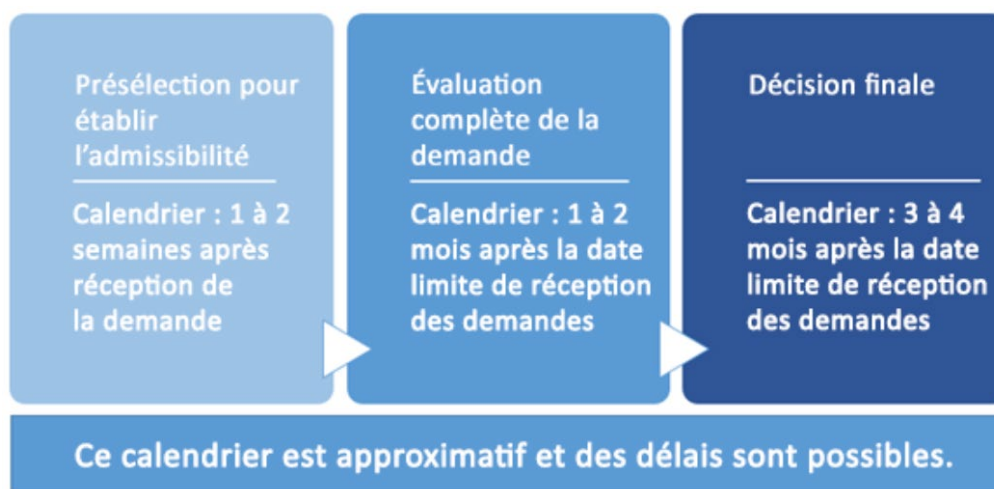 Présélection pour
établir
l'admissibilité
Calendrier : 1 à 2
semaines après
réception de
la demande
Évaluation
complète de la
demande
Calendrier : 1 à 2
mois après la date
limite de réception
des demandes
Décision finale
Calendrier : 3 à 4
mois après la date
limite de réception
des demandes
Ce calendrier est approximatif et des délais sont possibles.